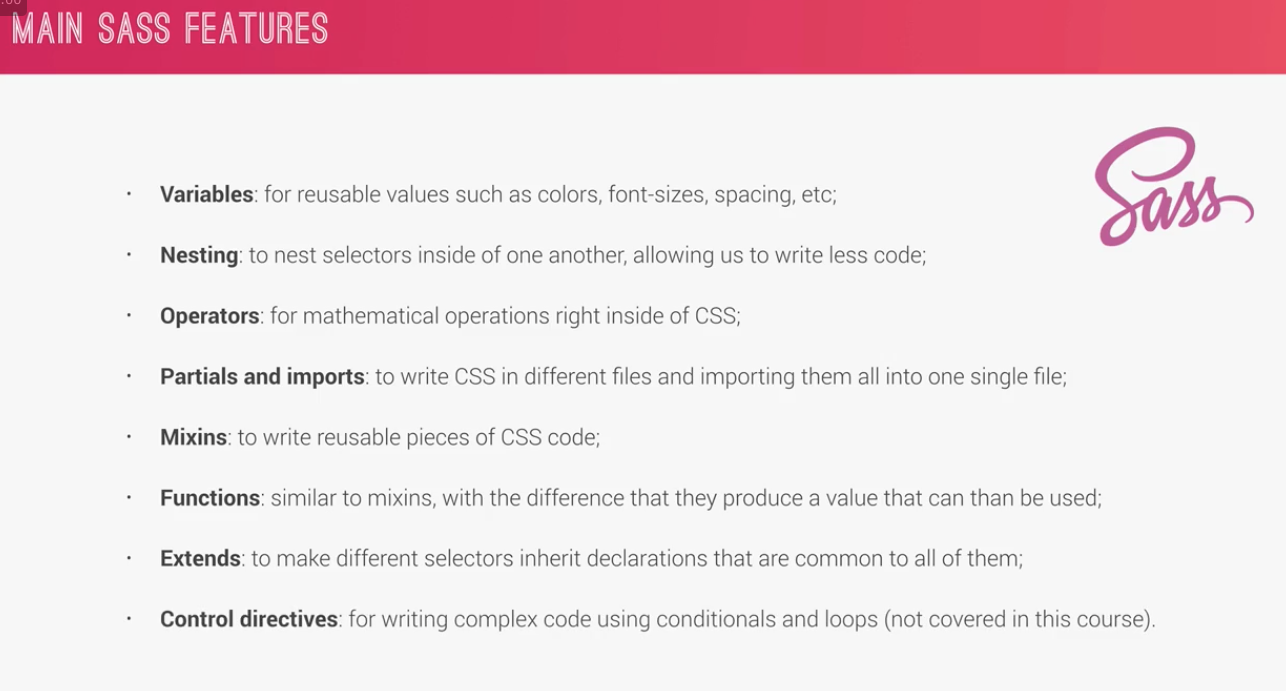 :00
MAIN SASS FEATURES
Sass
• Variables: for reusable values such as colors, font-sizes, spacing, etc;
• Nesting: to nest selectors inside of one another, allowing us to write less code;
• Operators: for mathematical operations right inside of CSS;
• Partials and imports: to write CSS in different files and importing them all into one single file;
• Mixins: to write reusable pieces of CSS code;
• Functions: similar to mixins, with the difference that they produce a value that can than be used;
• Extends: to make different selectors inherit declarations that are common to all of them;
• Control directives: for writing complex code using conditionals and loops (not covered in this course).